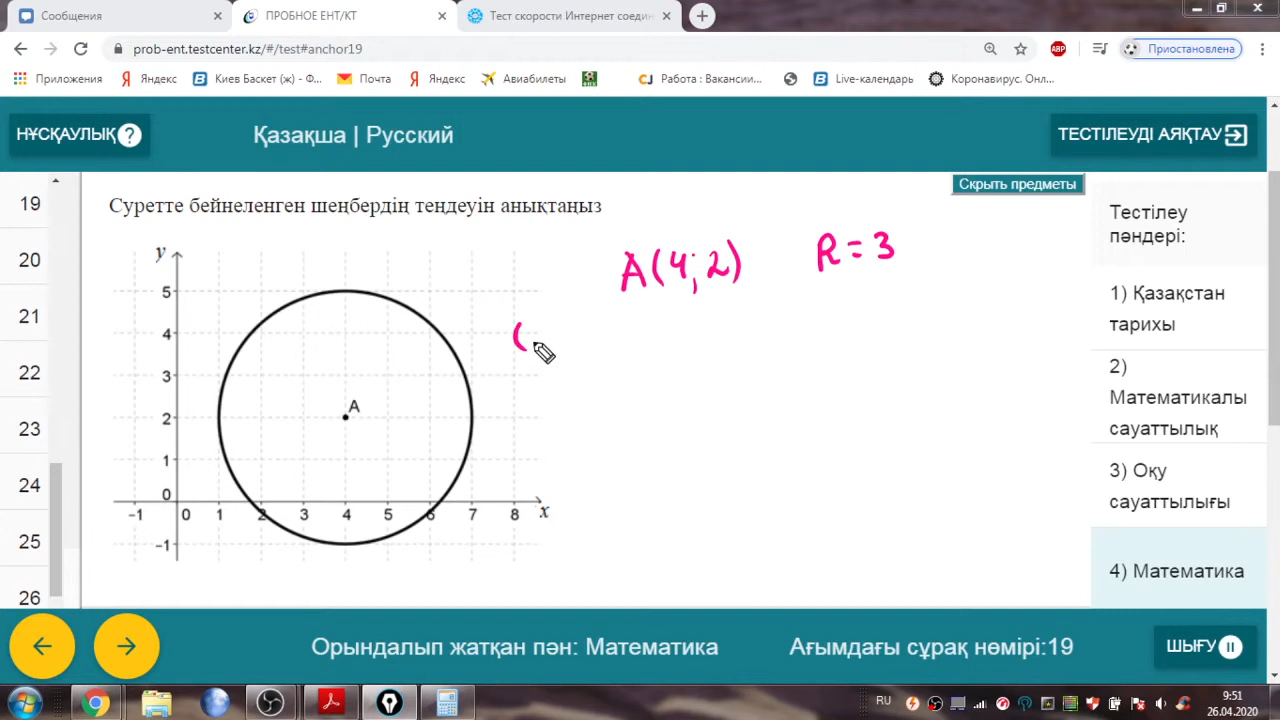 Сообщения
ПРОБНОЕ ЕНТ/КТ
Тест скорости Интернет соедин
prob-ent.testcenter.kz/#/test#anchor19
ABP
Приостановлена
Приложения
Яндекс
Киев Баскет (ж) - Ф...
Почта
Яндекс
Авиабилеты
Работа : Вакансии...
Live-календарь
Коронавирус. Онл...
НҰСҚАУЛЫҚ ?
Қазақша | Русский
ТЕСТІЛЕУДІ АЯҚТАУ
Скрыть предметы
19
20
21
22
23
24
25
26
Суретте бейнеленген шеңбердің теңдеуін анықтаңыз
A(4;2)
R=3
(
y
5
4
3
2
1
0
-1
A
-1 0 1 2 3 4 5 6 7 8 x
Тестілеу
пәндері:
1) Қазақстан
тарихы
2)
Математикалық
сауаттылық
3) Оқу
сауаттылығы
4) Математика
Орындалып жатқан пән: Математика
Ағымдағы сұрақ нөмірі:19
ШЫҒУ
RU
9:51
26.04.2020